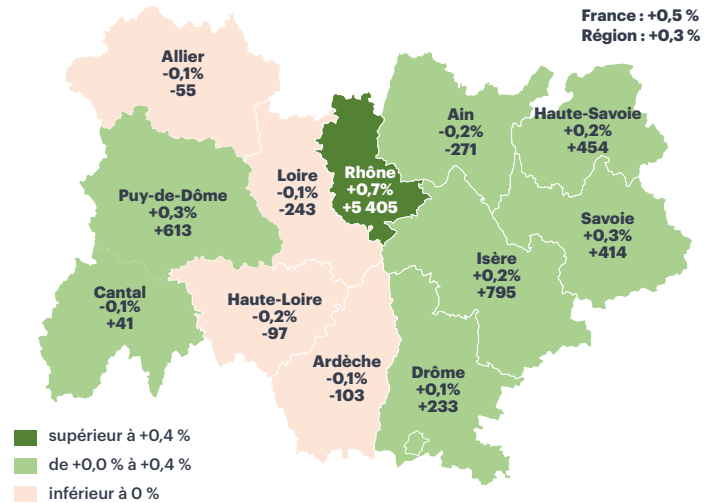 France : +0,5 %
Région : +0,3 %
Allier
-0,1%
-55
Ain
-0,2%
-271
Haute-Savoie
+0,2%
+454
Loire
-0,1%
-243
Rhône
+0,7%
+5 405
Puy-de-Dôme
+0,3%
+613
Savoie
+0,3%
+414
Isère
+0,2%
+795
Cantal
-0,1%
+41
Haute-Loire
-0,2%
-97
Ardèche
-0,1%
-103
Drôme
+0,1%
+233
supérieur à +0,4 %
de +0,0 % à +0,4 %
inférieur à 0 %